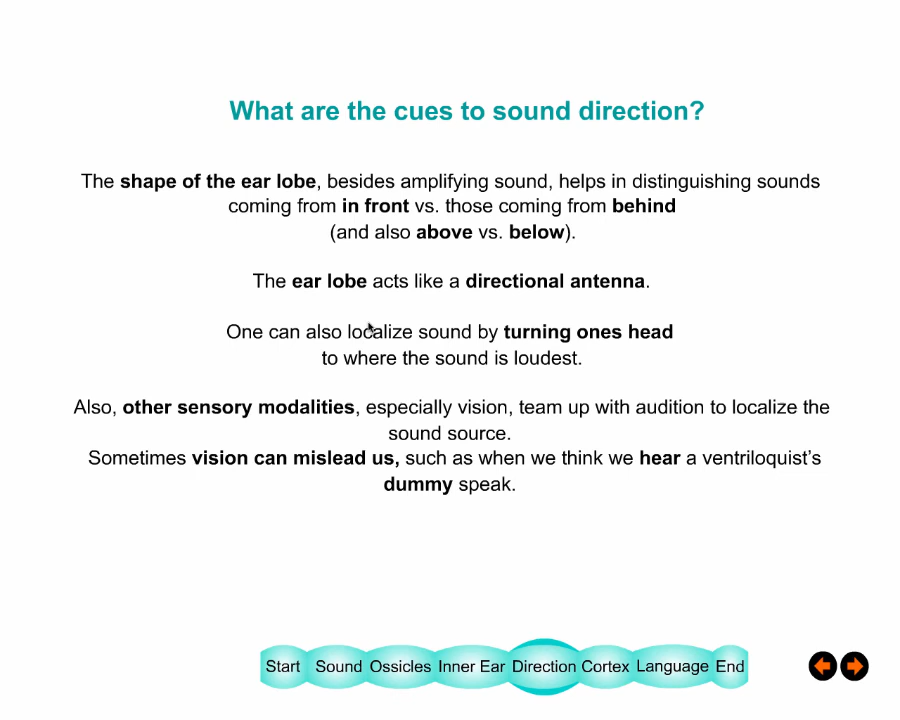 What are the cues to sound direction?
The shape of the ear lobe, besides amplifying sound, helps in distinguishing sounds
coming from in front vs. those coming from behind
(and also above vs. below).
The ear lobe acts like a directional antenna.
One can also localize sound by turning ones head
to where the sound is loudest.
Also, other sensory modalities, especially vision, team up with audition to localize the
sound source.
Sometimes vision can mislead us, such as when we think we hear a ventriloquist’s
dummy speak.
Start Sound Ossicles Inner Ear Direction Cortex Language End